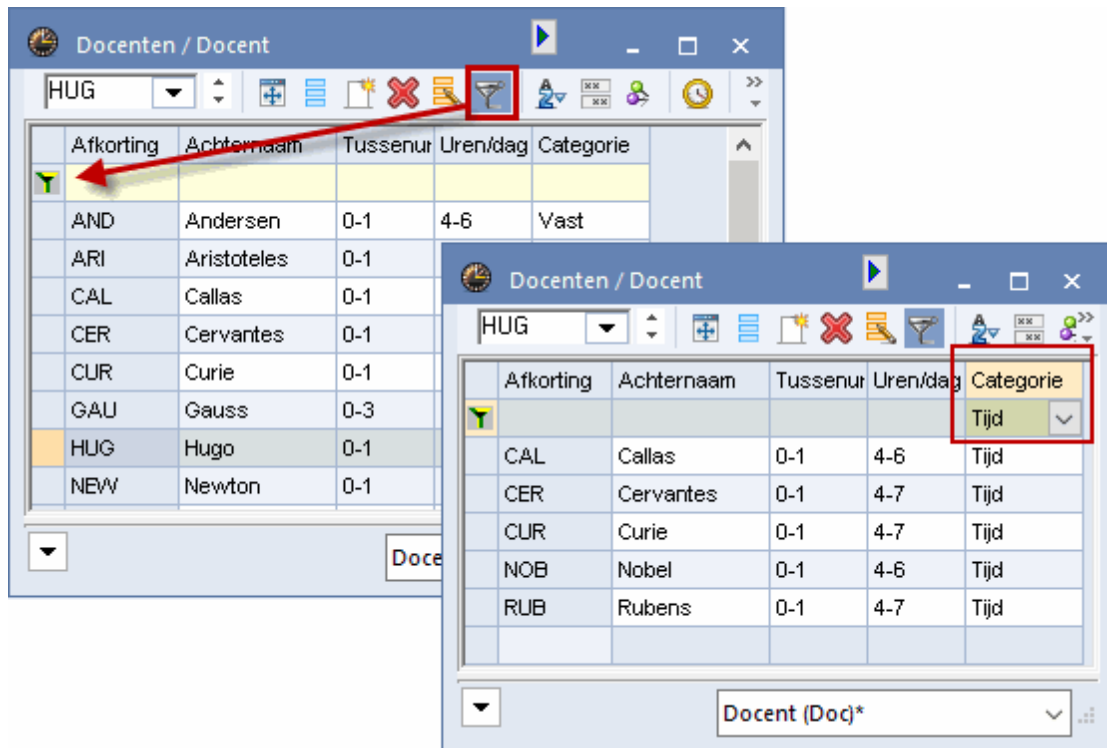 Docenten / Docent
HUG
Afkorting Achternaam Tussenur Uren/dag Categorie
AND Andersen 0-1 4-6 Vast
ARI Aristoteles 0-1
CAL Callas 0-1
CER Cervantes 0-1
CUR Curie 0-1
GAU Gauss 0-3
HUG Hugo 0-1
NEW Newton 0-1
Doce
Docenten / Docent
HUG
Afkorting Achternaam Tussenur Uren/dag Categorie
Tijd
CAL Callas 0-1 4-6 Tijd
CER Cervantes 0-1 4-7 Tijd
CUR Curie 0-1 4-7 Tijd
NOB Nobel 0-1 4-6 Tijd
RUB Rubens 0-1 4-7 Tijd
Docent (Doc)*